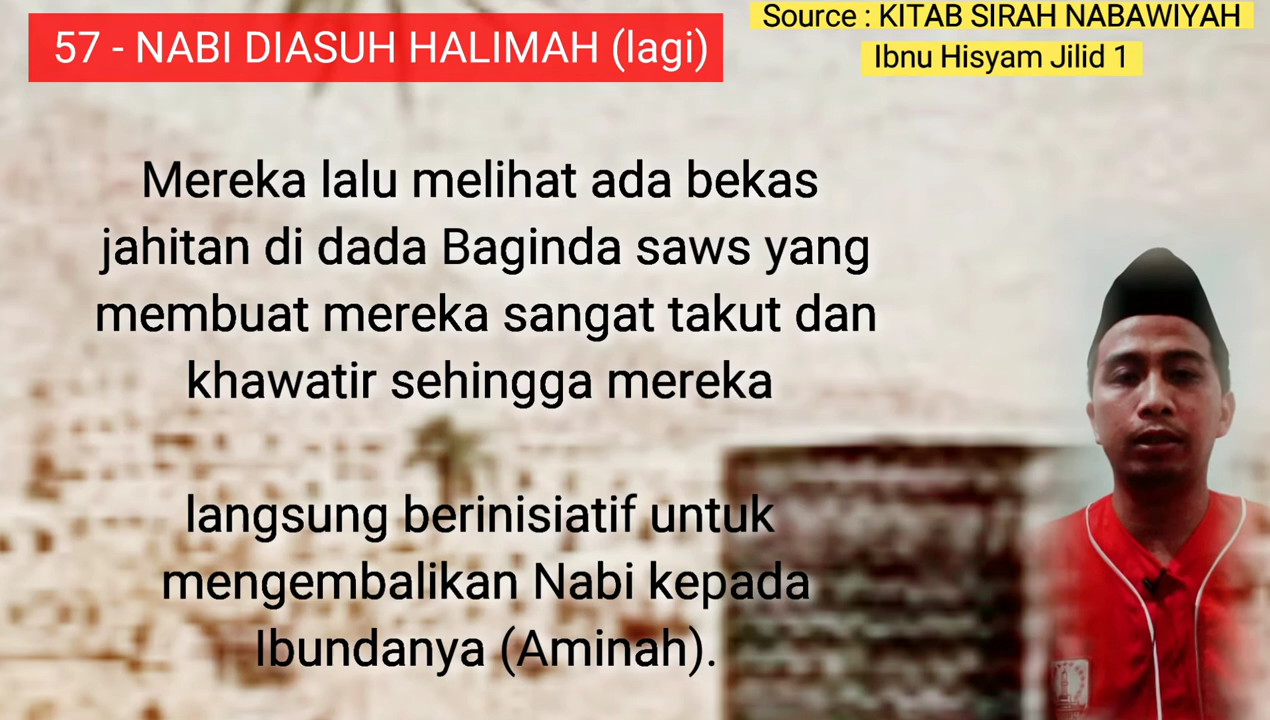 57 - NABI DIASUH HALIMAH (lagi)
Source : KITAB SIRAH NABAWIYAH
Ibnu Hisyam Jilid 1
Mereka lalu melihat ada bekas
jahitan di dada Baginda saws yang
membuat mereka sangat takut dan
khawatir sehingga mereka
langsung berinisiatif untuk
mengembalikan Nabi kepada
Ibundanya (Aminah).